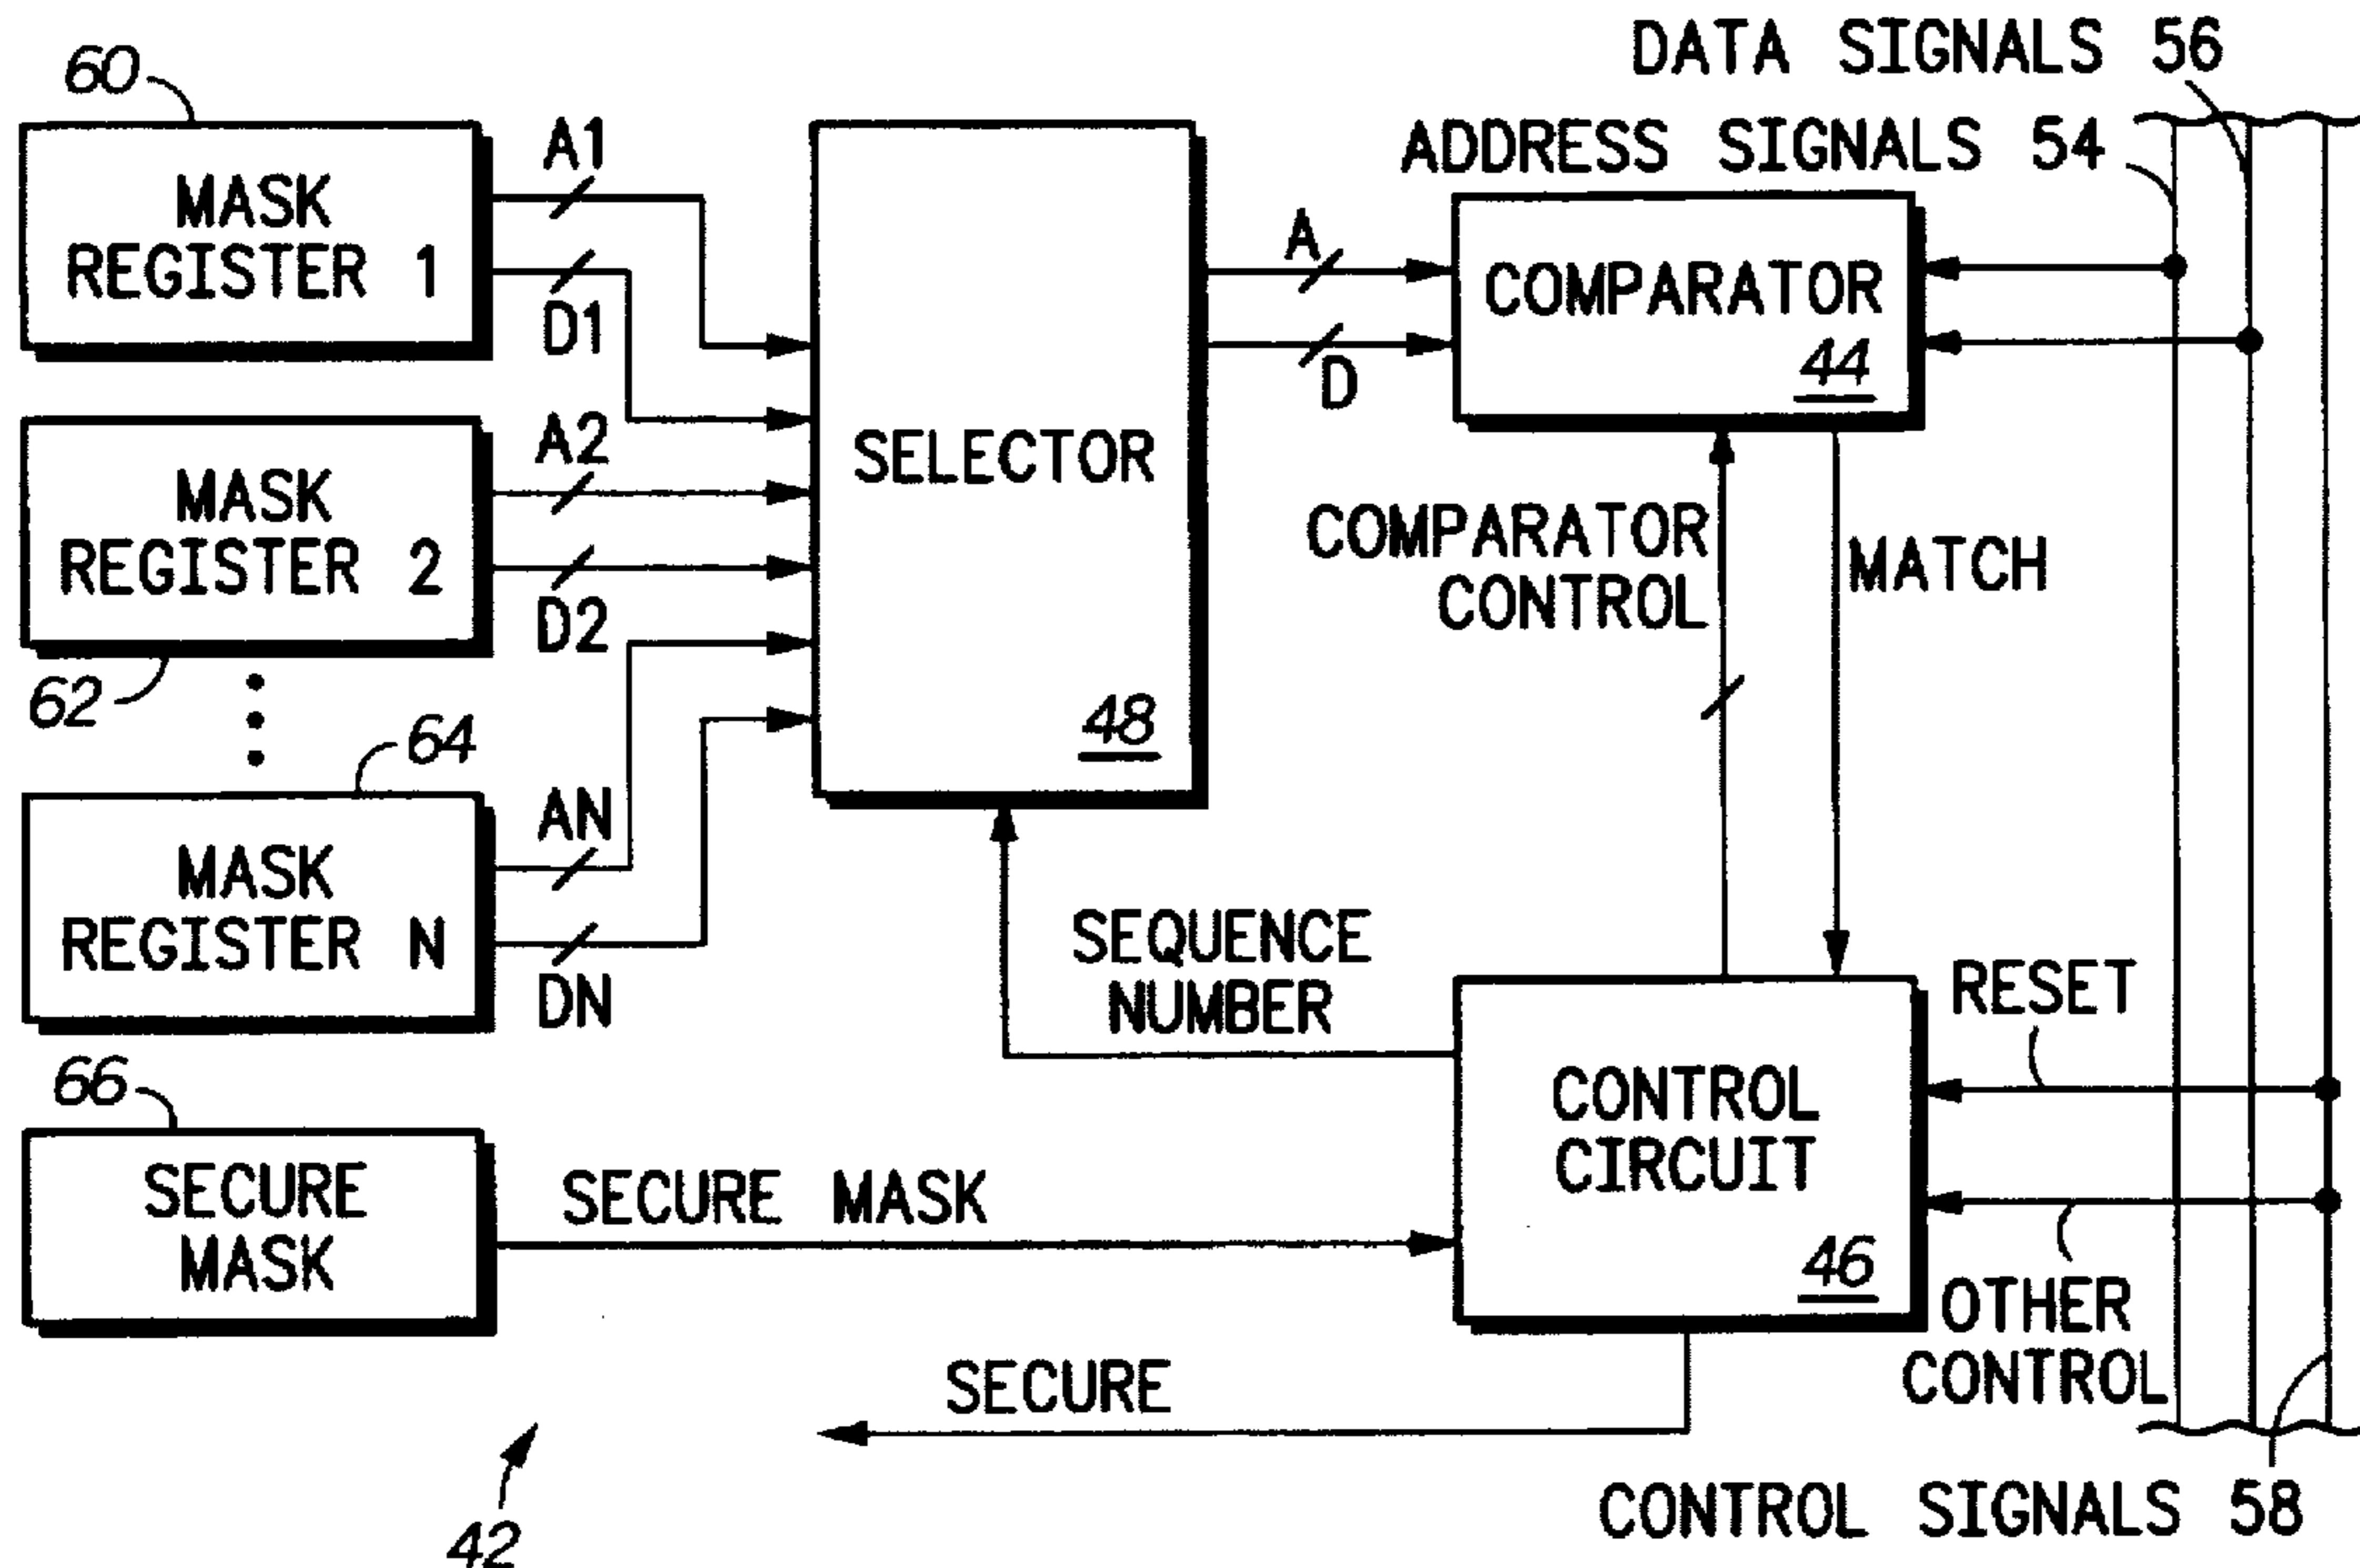 DATA SIGNALS 56
ADDRESS SIGNALS 54
60
MASK
REGISTER 1
A1
D1
MASK
REGISTER 2
A2
D2
62
64
MASK
REGISTER N
AN
DN
66
SECURE
MASK
SECURE MASK
SELECTOR
48
A
D
COMPARATOR
44
COMPARATOR
CONTROL
MATCH
SEQUENCE
NUMBER
CONTROL
CIRCUIT
46
RESET
OTHER
CONTROL
SECURE
CONTROL SIGNALS 58
42